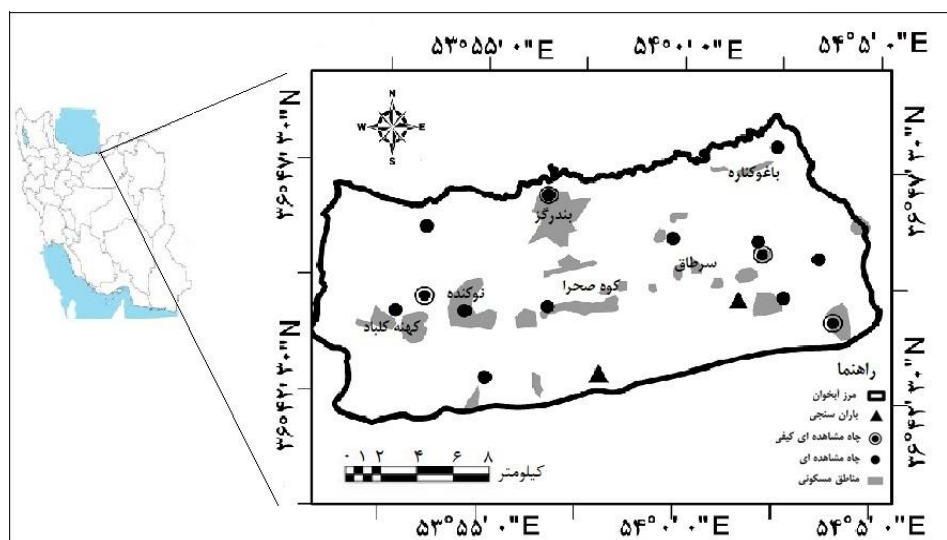 ۵۳°۵۵'۰"E ۵۴°۰'۰"E ۵۴°۵'۰"E
۳۶°۴۷'۳۰"N
۳۶°۴۷'۳۰"N
N
W E
S
باغوکناره
بندرگز
سرطاق
کوه صحرا
نوکنده
کهنه کلباد
۳۶°۴۲'۳۰"N
۳۶°۴۲'۳۰"N
راهنما
مرز آبخوان
باران سنجی
چاه مشاهده ای کیفی
چاه مشاهده ای
مناطق مسکونی
۰ ۱ ۲ ۴ ۶ ۸
کیلومتر
۵۳°۵۵'۰"E ۵۴°۰'۰"E ۵۴°۵'۰"E